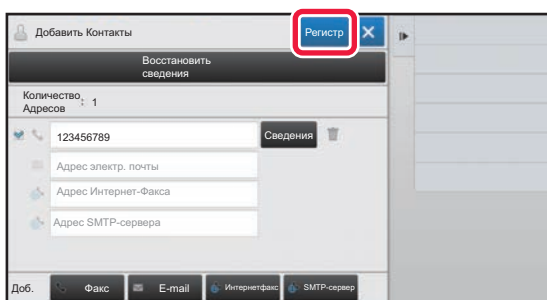 Добавить Контакты
Регистр
Восстановить
сведения
Количество
Адресов : 1
123456789
Сведения
Адрес электр. почты
Адрес Интернет-Факса
Адрес SMTP-сервера
Доб.
Факс
E-mail
Интернетфакс
SMTP-сервер